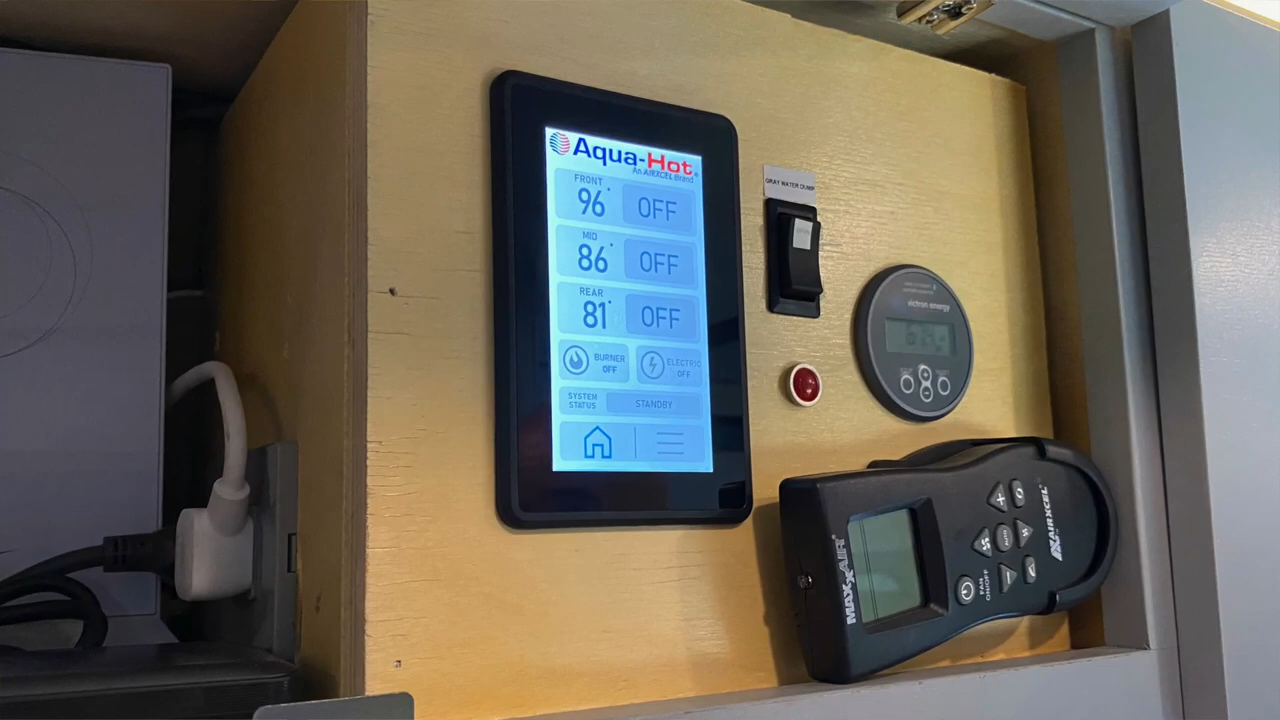 Aqua-Hot
An AIRXCEL Brand
FRONT
96° OFF
MID
86° OFF
REAR
81° OFF
BURNER
OFF
ELECTRIC
OFF
SYSTEM
STATUS
STANDBY
GRAY WATER DUMP
victron energy
+
−
MAXXAIR®
FAN
ON/OFF
AUTO
AIRXCEL